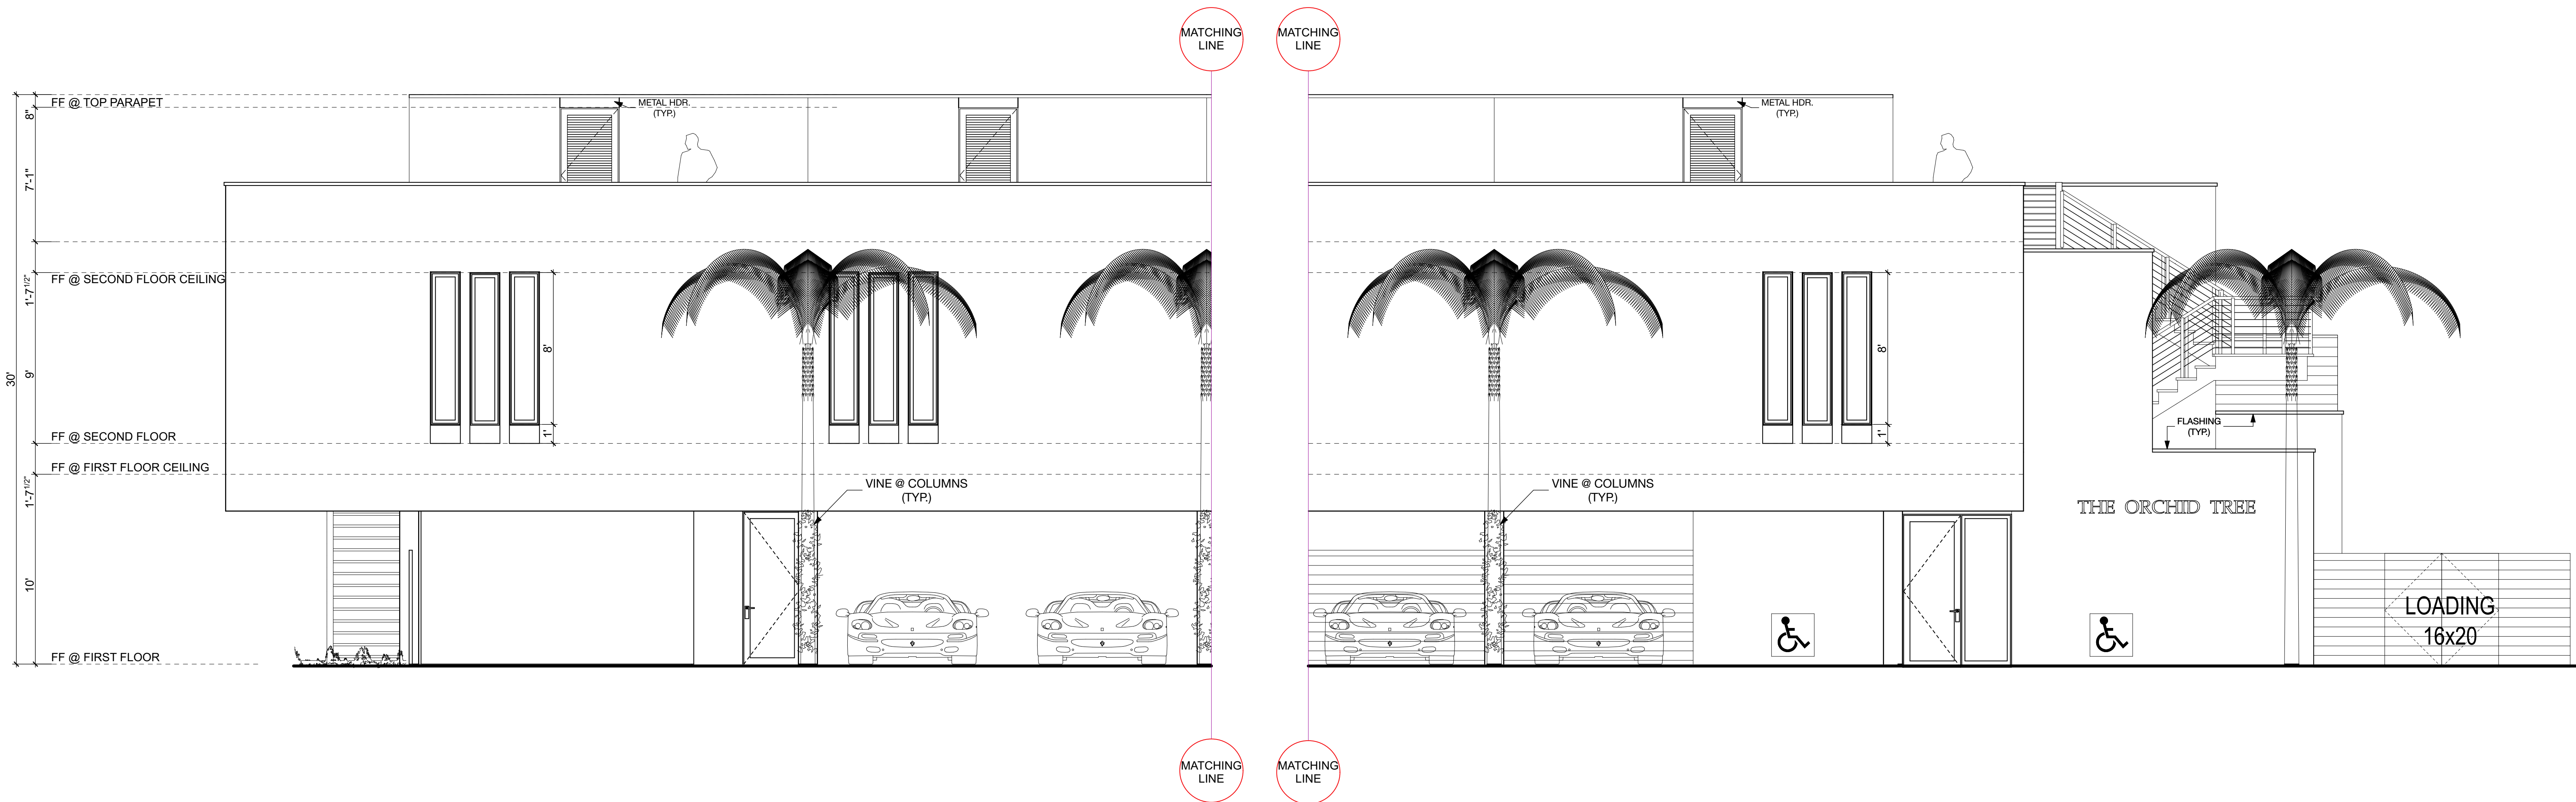 MATCHING
LINE
MATCHING
LINE
FF @ TOP PARAPET
METAL HDR.
(TYP.)
METAL HDR.
(TYP.)
8"
7'-1"
FF @ SECOND FLOOR CEILING
1'-7 1/2"
30'
9'
8'
8'
FF @ SECOND FLOOR
1'
1'
FLASHING
(TYP.)
FF @ FIRST FLOOR CEILING
1'-7 1/2"
VINE @ COLUMNS
(TYP.)
VINE @ COLUMNS
(TYP.)
THE ORCHID TREE
10'
LOADING
16x20
FF @ FIRST FLOOR
MATCHING
LINE
MATCHING
LINE